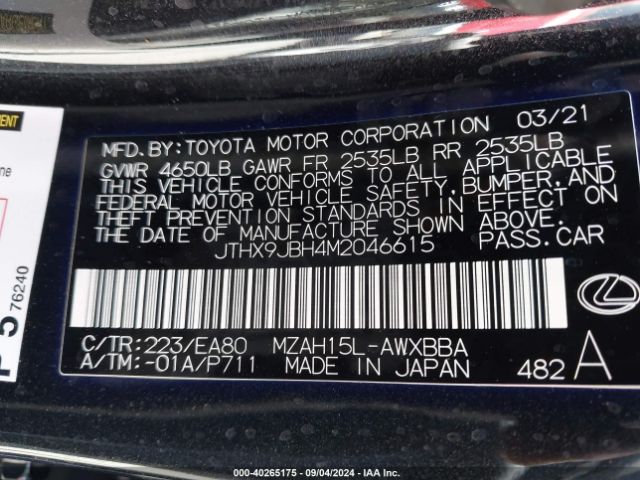 MFD.BY:TOYOTA MOTOR CORPORATION 03/21
GVWR 4650LB GAWR FR 2535LB RR 2535LB
THIS VEHICLE CONFORMS TO ALL APPLICABLE
FEDERAL MOTOR VEHICLE SAFETY,BUMPER,AND
THEFT PREVENTION STANDARDS IN EFFECT ON
THE DATE OF MANUFACTURE SHOWN ABOVE.
JTHX9JBH4M2046615 PASS.CAR
C/TR:223/EA80 MZAH15L-AWXBBA
A/TM:-01A/P711 MADE IN JAPAN 482 A
P 5 76240
000-40265175 - 09/04/2024 - IAA Inc.